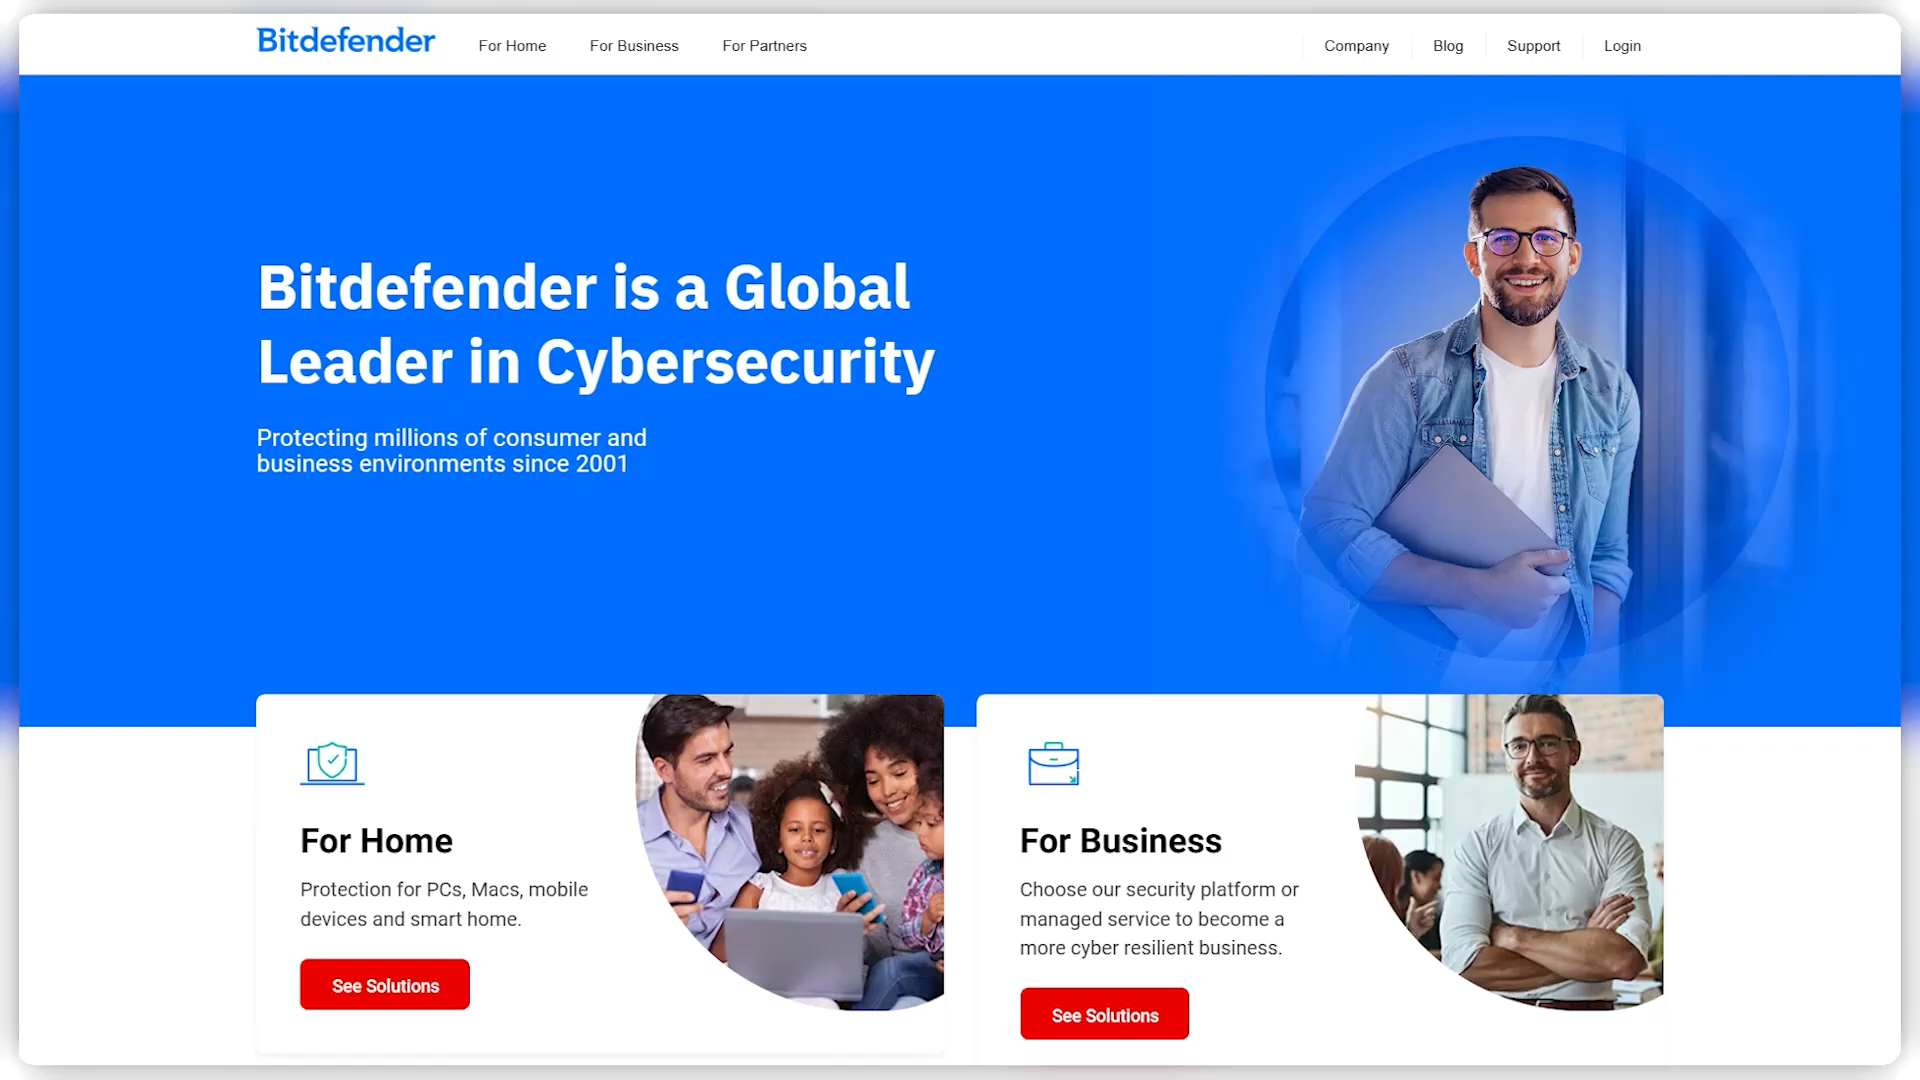 Bitdefender
For Home
For Business
For Partners
Company
Blog
Support
Login
Bitdefender is a Global
Leader in Cybersecurity
Protecting millions of consumer and
business environments since 2001
For Home
Protection for PCs, Macs, mobile
devices and smart home.
See Solutions
For Business
Choose our security platform or
managed service to become a
more cyber resilient business.
See Solutions